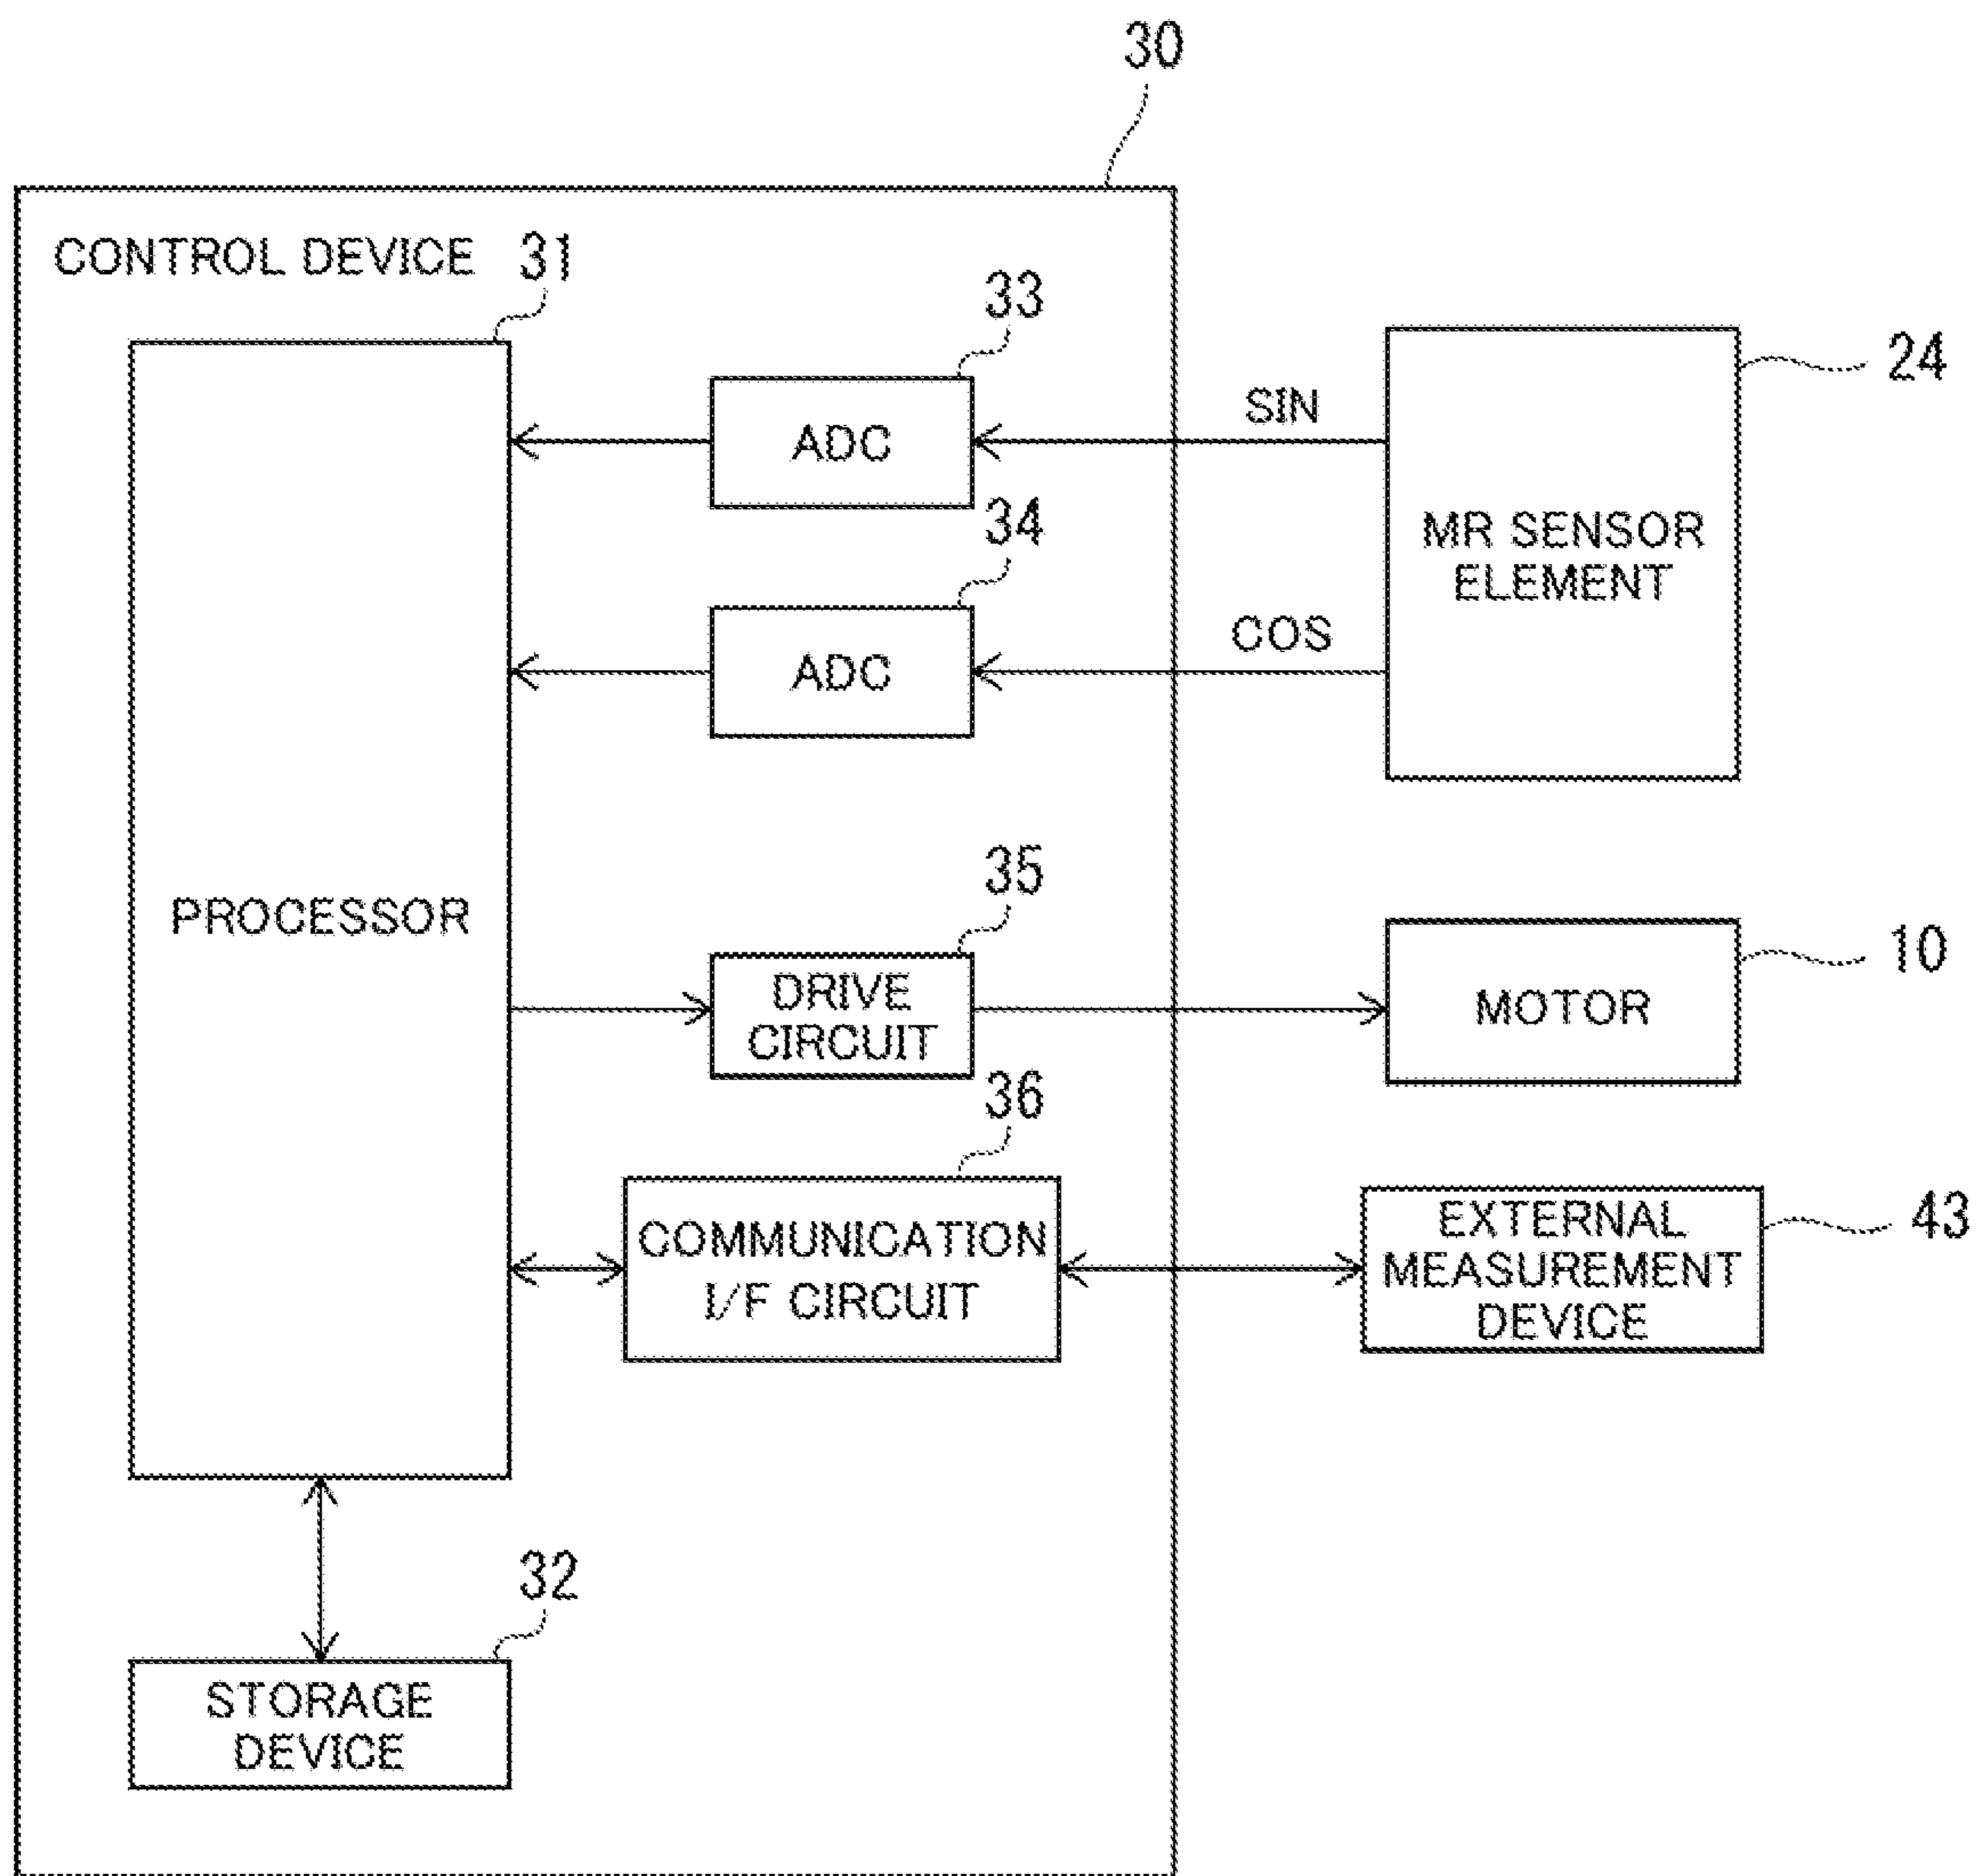 30
CONTROL DEVICE
31
33
ADC
SIN
24
MR SENSOR
ELEMENT
34
ADC
COS
PROCESSOR
35
DRIVE
CIRCUIT
10
MOTOR
36
COMMUNICATION
I/F CIRCUIT
43
EXTERNAL
MEASUREMENT
DEVICE
32
STORAGE
DEVICE